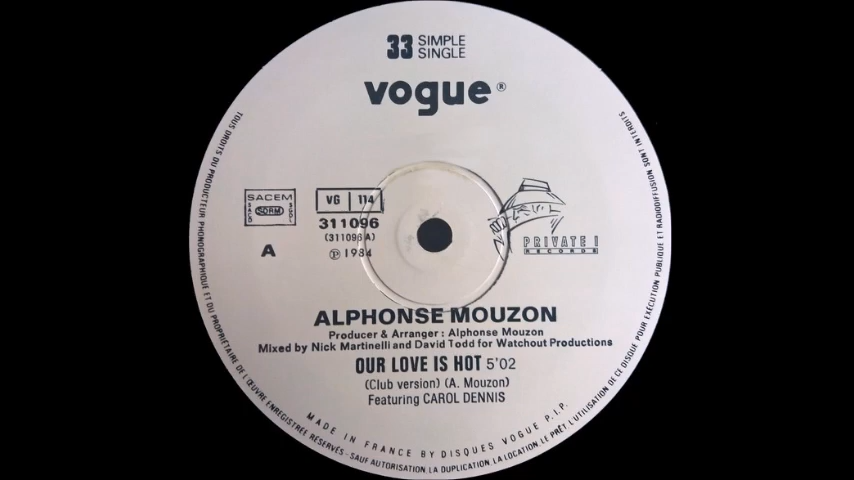 33 SIMPLE
SINGLE
vogue®
SACEM
SACD
SDRM
SGDL
VG 114
311096
(311096 A)
A
℗ 1984
PRIVATE I
RECORDS
ALPHONSE MOUZON
Producer & Arranger : Alphonse Mouzon
Mixed by Nick Martinelli and David Todd for Watchout Productions
OUR LOVE IS HOT 5'02
(Club version) (A. Mouzon)
Featuring CAROL DENNIS
MADE IN FRANCE BY DISQUES VOGUE P.I.P.
TOUS DROITS DU PRODUCTEUR PHONOGRAPHIQUE ET DU PROPRIÉTAIRE DE L'ŒUVRE ENREGISTRÉE RÉSERVÉS - SAUF AUTORISATION, LA DUPLICATION, LA LOCATION, LE PRÊT, L'UTILISATION DE CE DISQUE POUR EXÉCUTION PUBLIQUE ET RADIODIFFUSION SONT INTERDITS